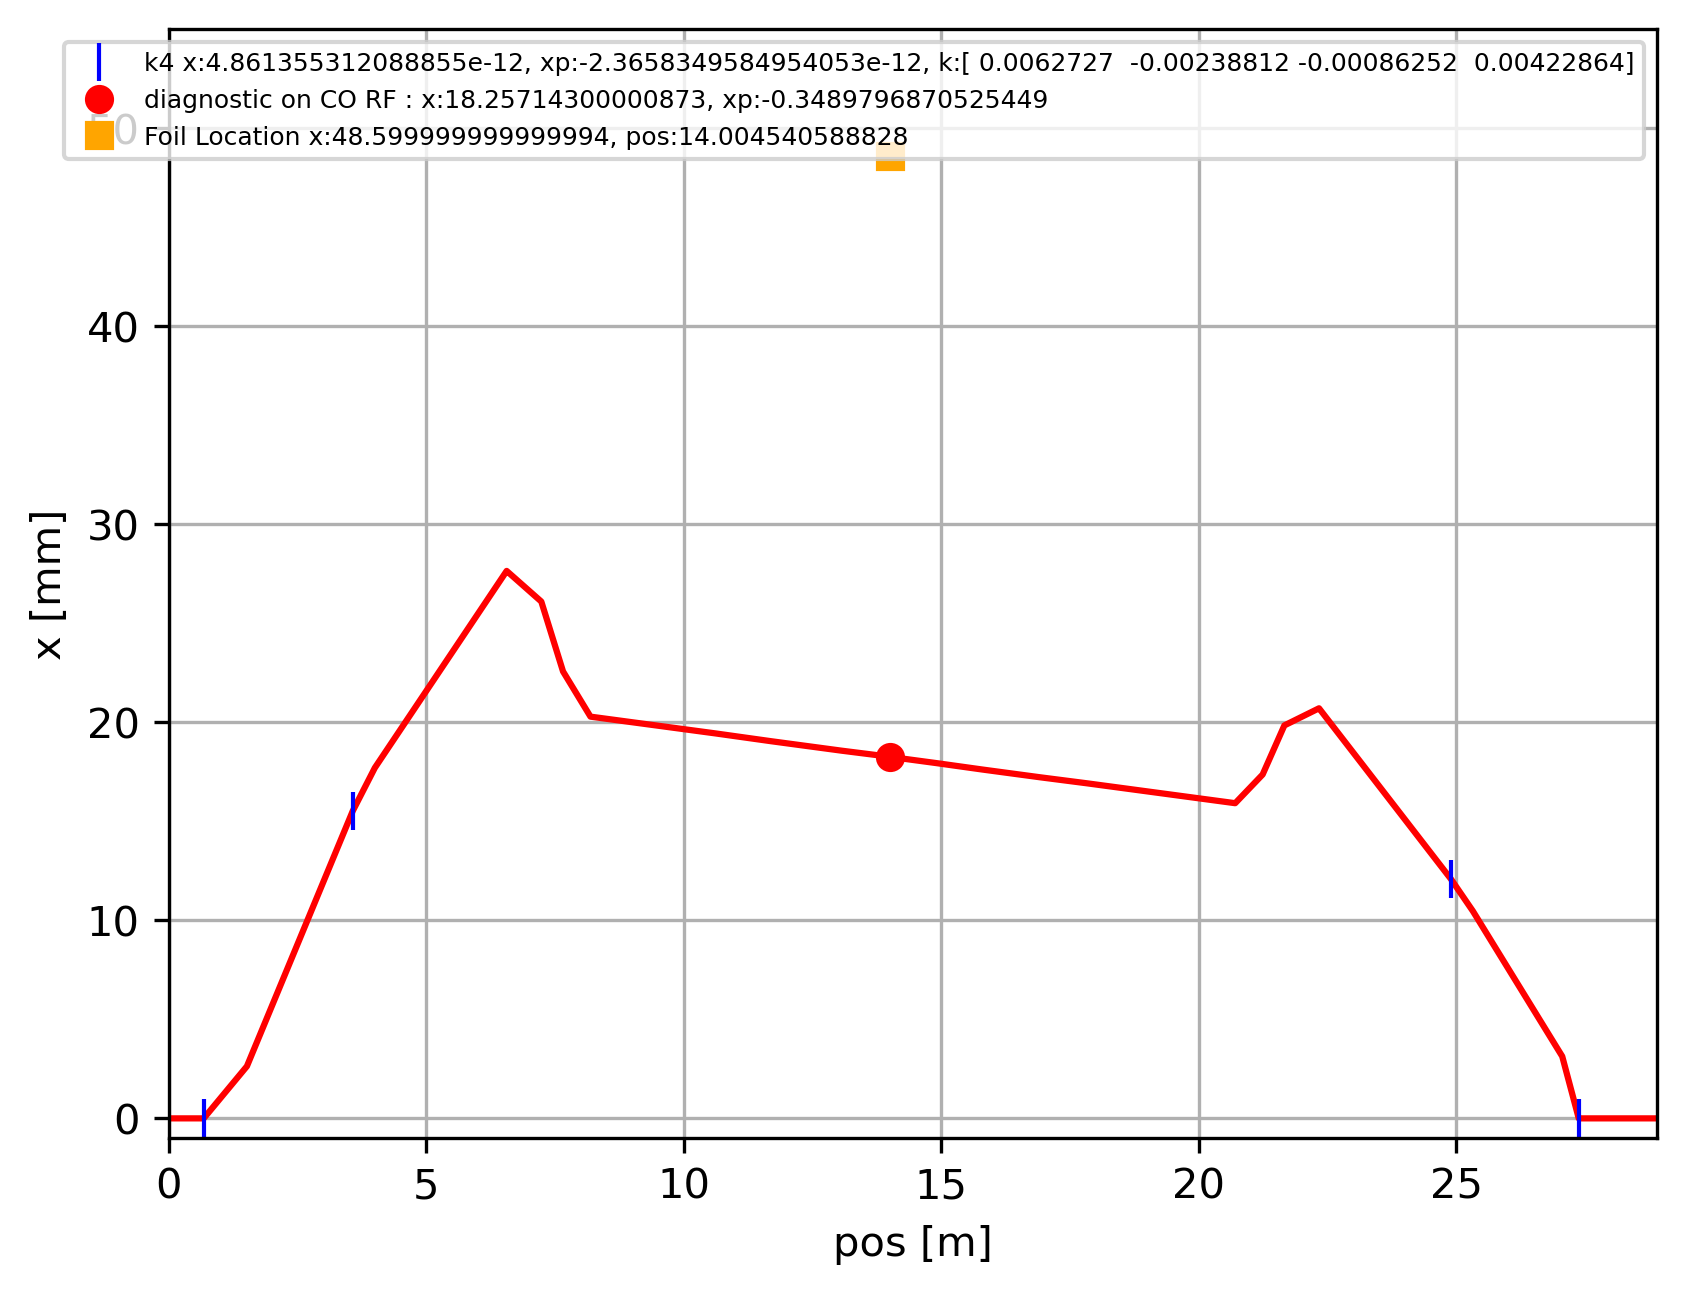 k4 x:4.861355312088855e-12, xp:-2.3658349584954053e-12, k:[ 0.0062727  -0.00238812 -0.00086252  0.00422864]
diagnostic on CO RF : x:18.25714300000873, xp:-0.3489796870525449
50
Foil Location x:48.599999999999994, pos:14.004540588828
40
30
20
10
0
x [mm]
0 5 10 15 20 25
pos [m]